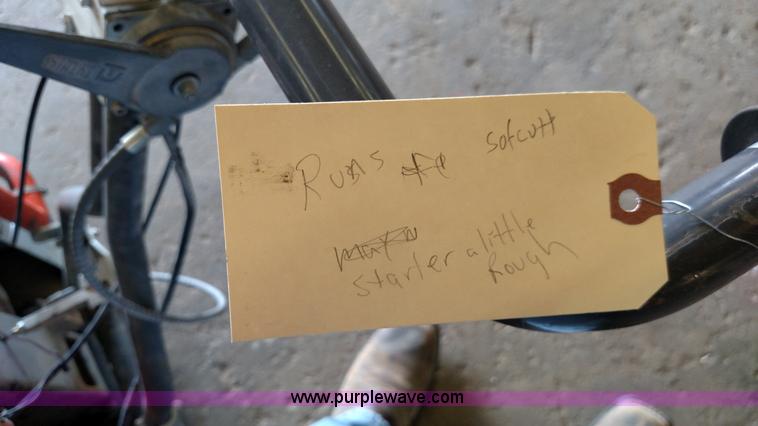 Runs sofcutt
starter a little
Rough
www.purplewave.com